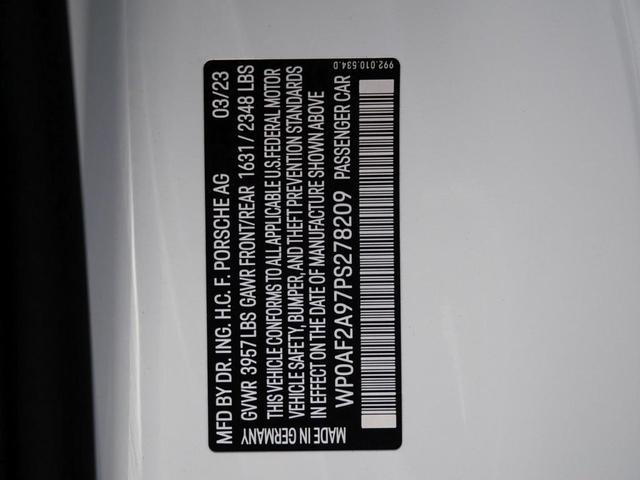 MFD BY DR. ING. H.C. F. PORSCHE AG 03/23
GVWR 3957 LBS GAWR FRONT/REAR 1631/2348 LBS
THIS VEHICLE CONFORMS TO ALL APPLICABLE U.S. FEDERAL MOTOR
VEHICLE SAFETY, BUMPER, AND THEFT PREVENTION STANDARDS
IN EFFECT ON THE DATE OF MANUFACTURE SHOWN ABOVE
WP0AF2A97PS278209 PASSENGER CAR
MADE IN GERMANY
992.010.534.D